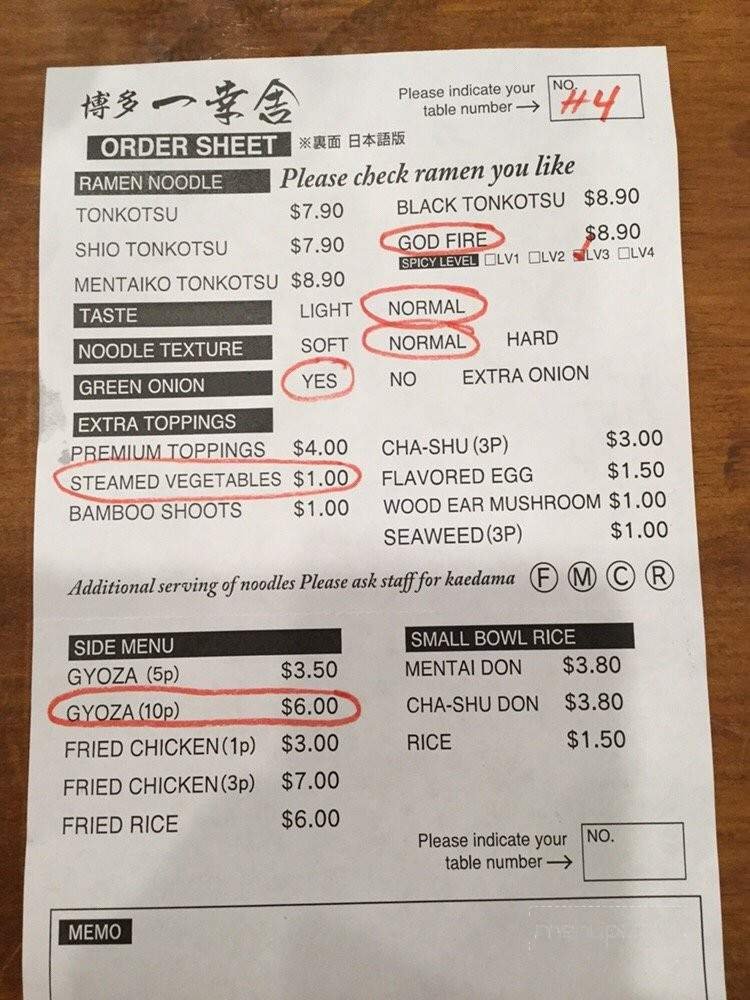 博多 一幸舎
Please indicate your table number→ NO. #4
ORDER SHEET ※裏面 日本語版
RAMEN NOODLE Please check ramen you like
TONKOTSU $7.90
BLACK TONKOTSU $8.90
SHIO TONKOTSU $7.90
GOD FIRE $8.90
SPICY LEVEL □LV1 □LV2 ☑LV3 □LV4
MENTAIKO TONKOTSU $8.90
TASTE LIGHT NORMAL
NOODLE TEXTURE SOFT NORMAL HARD
GREEN ONION YES NO EXTRA ONION
EXTRA TOPPINGS
PREMIUM TOPPINGS $4.00 CHA-SHU (3P) $3.00
STEAMED VEGETABLES $1.00 FLAVORED EGG $1.50
BAMBOO SHOOTS $1.00 WOOD EAR MUSHROOM $1.00
SEAWEED (3P) $1.00
Additional serving of noodles Please ask staff for kaedama Ⓕ Ⓜ Ⓒ Ⓡ
SIDE MENU
GYOZA (5p) $3.50
GYOZA (10p) $6.00
FRIED CHICKEN (1p) $3.00
FRIED CHICKEN (3p) $7.00
FRIED RICE $6.00
SMALL BOWL RICE
MENTAI DON $3.80
CHA-SHU DON $3.80
RICE $1.50
Please indicate your table number→ NO.
MEMO